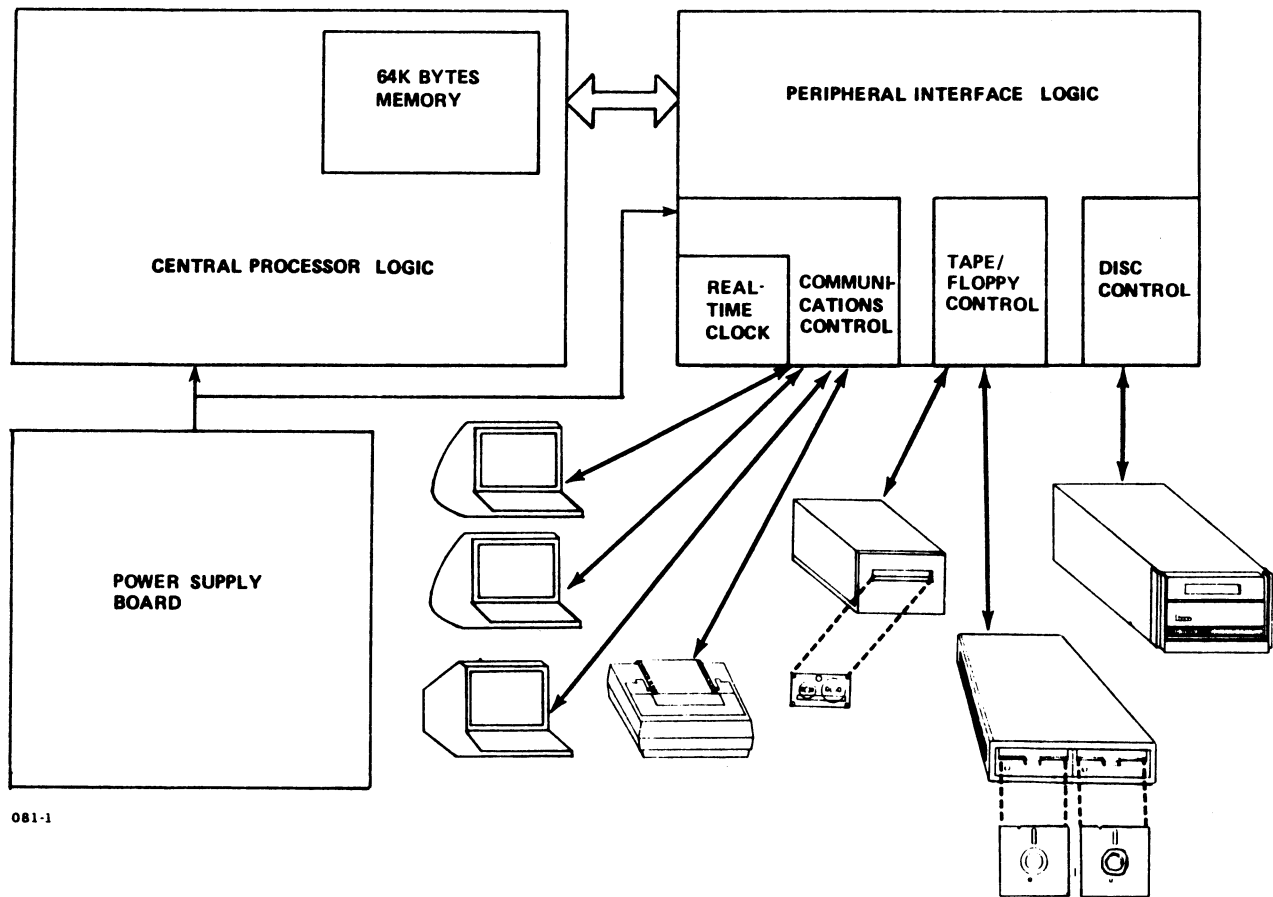 64K BYTES
MEMORY
CENTRAL PROCESSOR LOGIC
PERIPHERAL INTERFACE LOGIC
REAL-
TIME
CLOCK
COMMUNI-
CATIONS
CONTROL
TAPE/
FLOPPY
CONTROL
DISC
CONTROL
POWER SUPPLY
BOARD
081-1